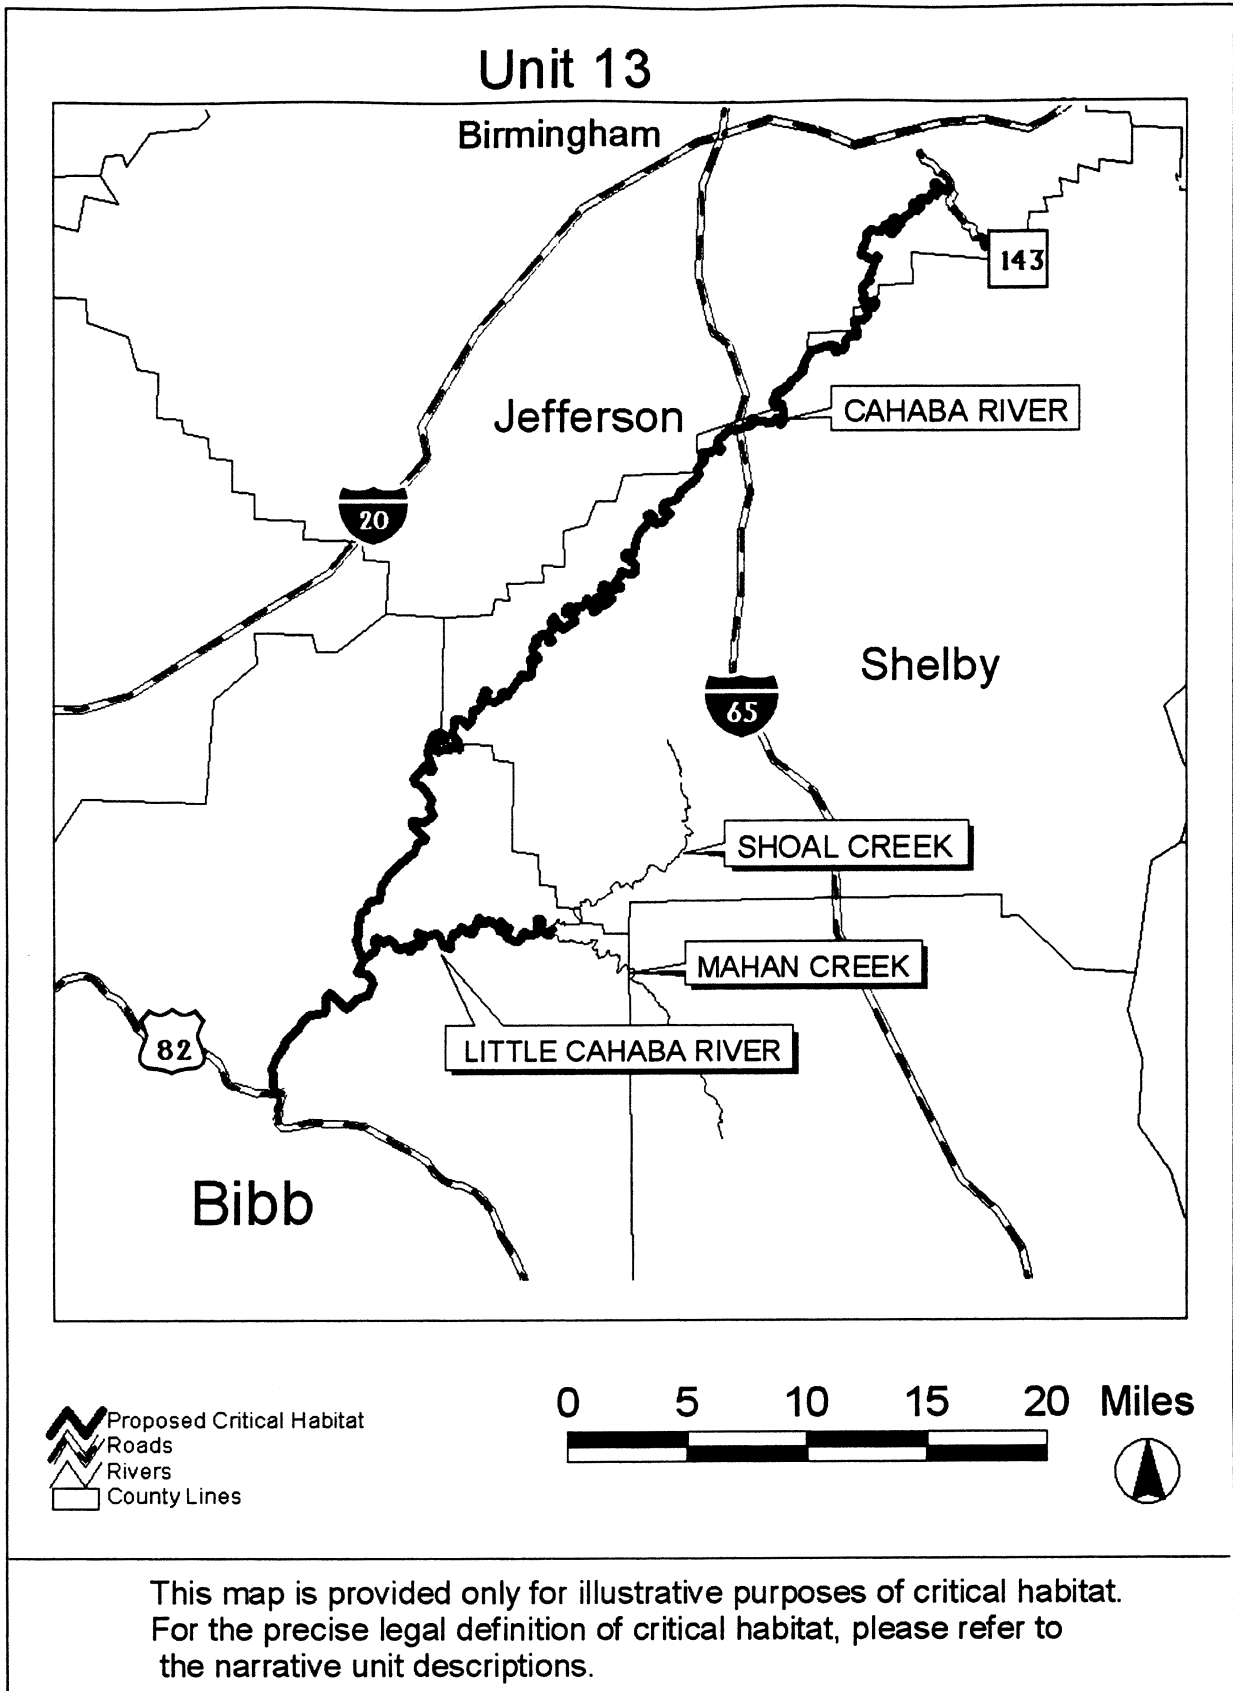 Unit 13
Birmingham
143
Jefferson
CAHABA RIVER
20
Shelby
65
SHOAL CREEK
MAHAN CREEK
82
LITTLE CAHABA RIVER
Bibb
0 5 10 15 20 Miles
Proposed Critical Habitat
Roads
Rivers
County Lines
This map is provided only for illustrative purposes of critical habitat.
For the precise legal definition of critical habitat, please refer to
the narrative unit descriptions.